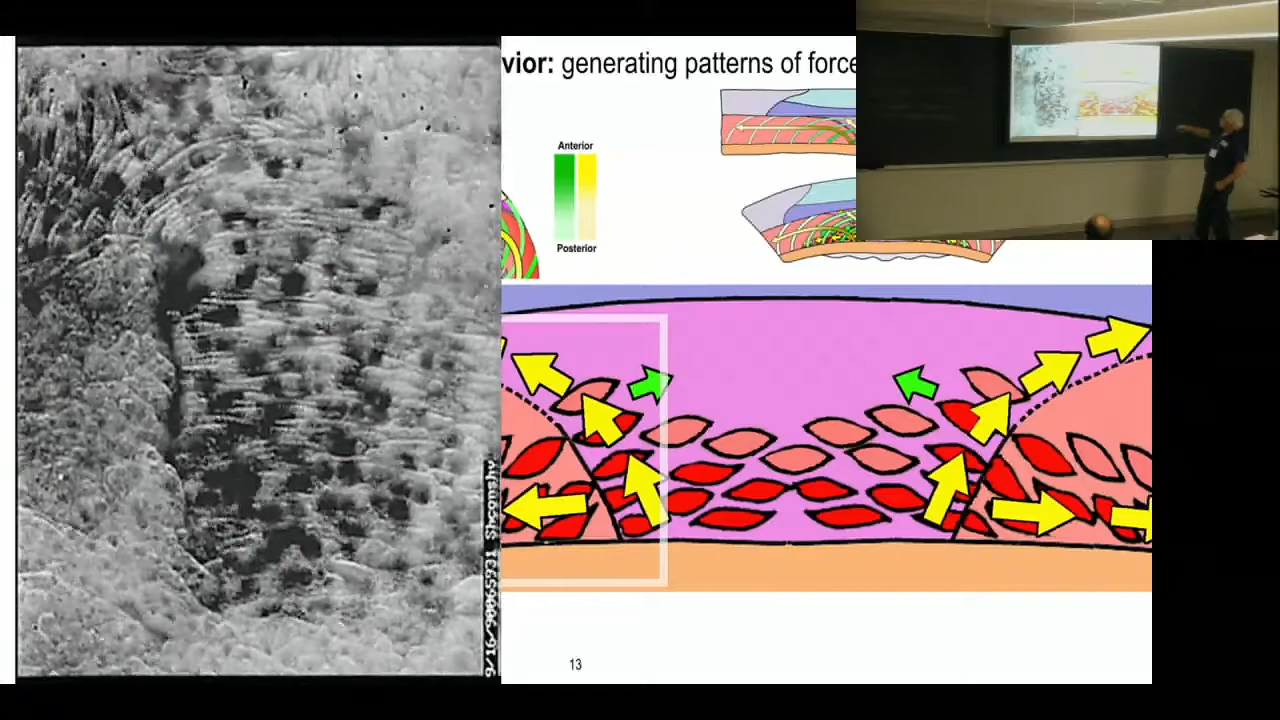 vior: generating patterns of force
Anterior
Posterior
13